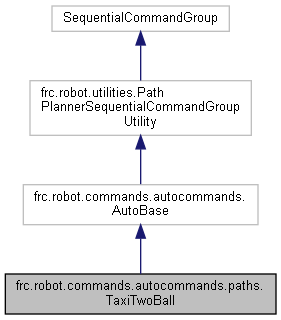 SequentialCommandGroup
frc.robot.utilities.Path
PlannerSequentialCommandGroup
Utility
frc.robot.commands.autocommands.
AutoBase
frc.robot.commands.autocommands.paths.
TaxiTwoBall